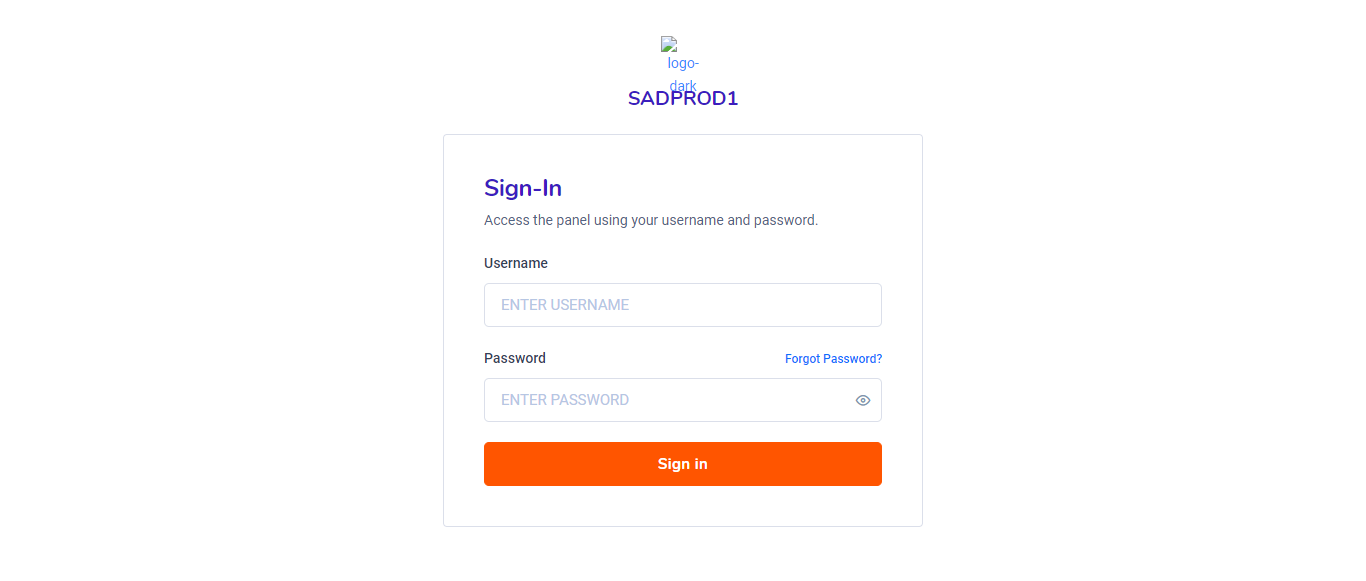 logo-
dark
SADPROD1
Sign-In
Access the panel using your username and password.
Username
ENTER USERNAME
Password Forgot Password?
ENTER PASSWORD
Sign in